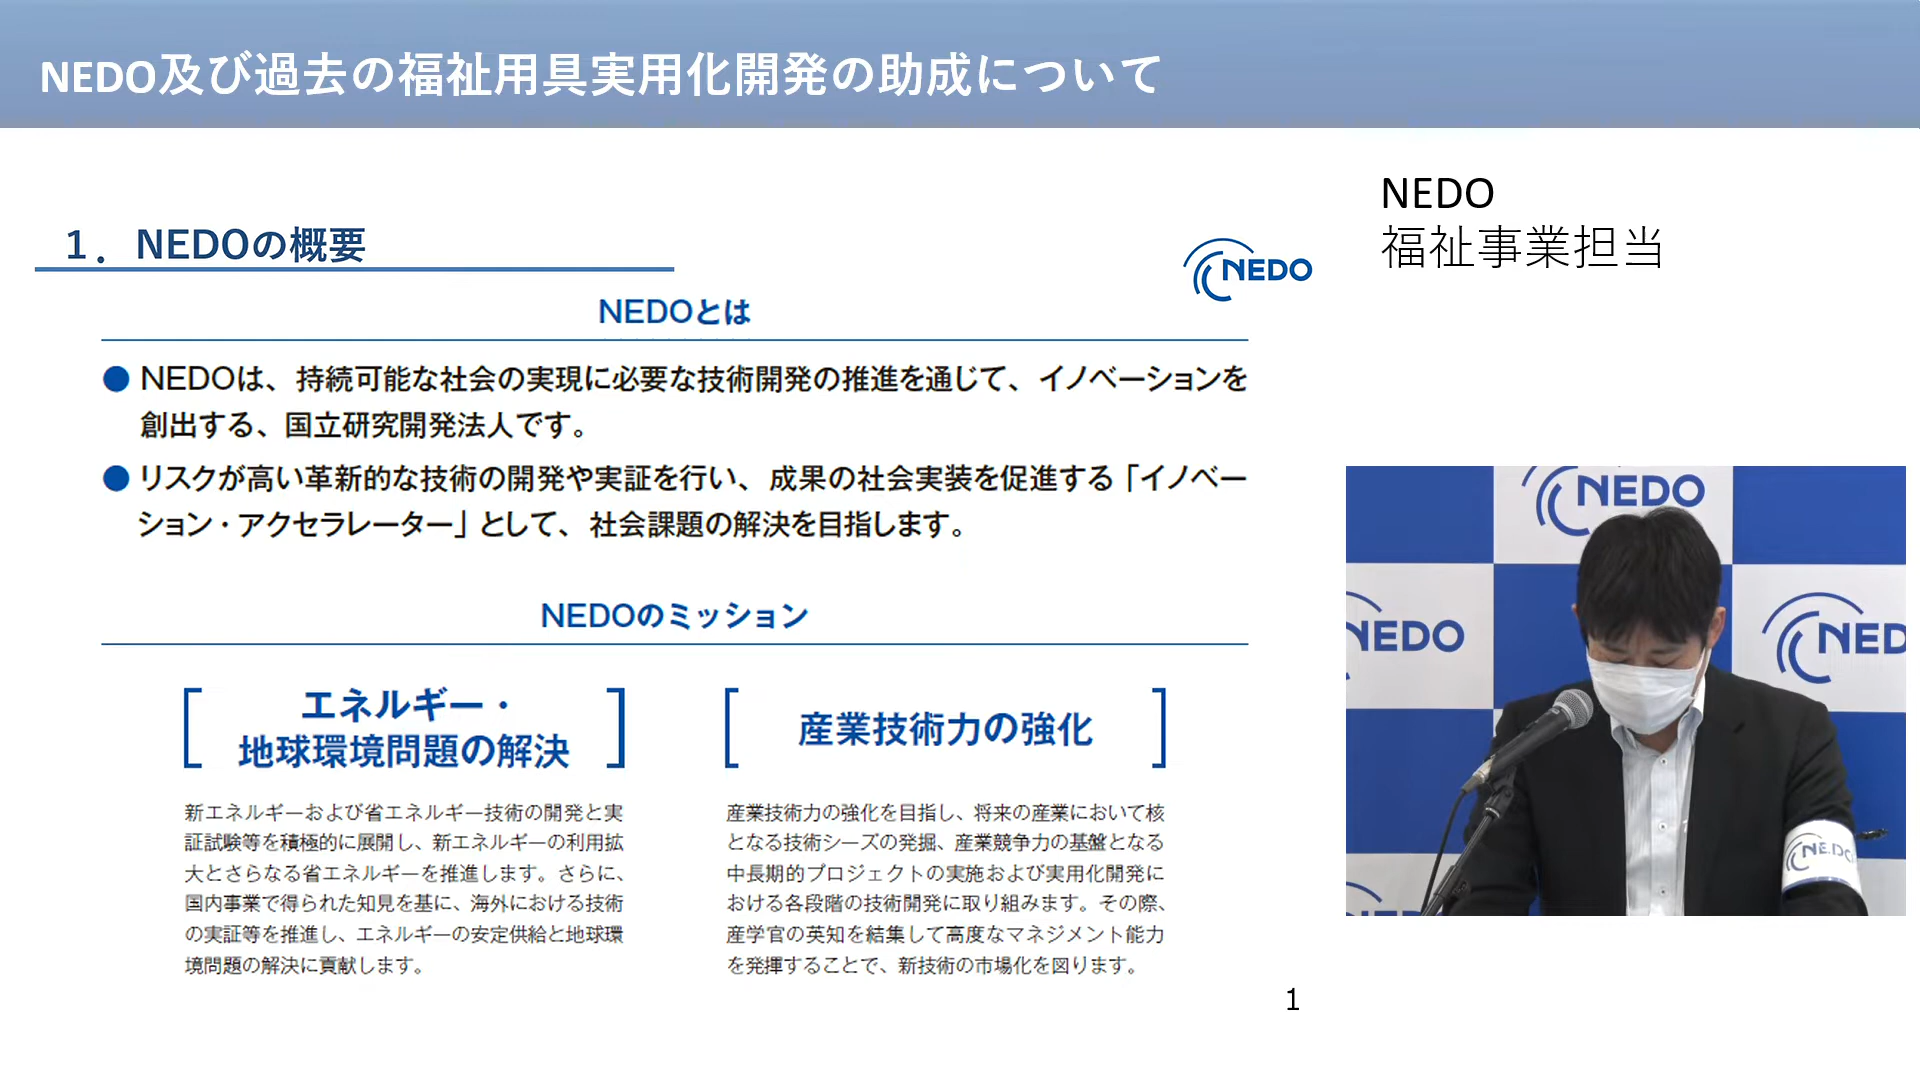 NEDO及び過去の福祉用具実用化開発の助成について
NEDO
福祉事業担当
1．NEDOの概要
NEDO
NEDOとは
● NEDOは、持続可能な社会の実現に必要な技術開発の推進を通じて、イノベーションを
創出する、国立研究開発法人です。
● リスクが高い革新的な技術の開発や実証を行い、成果の社会実装を促進する「イノベー
ション・アクセラレーター」として、社会課題の解決を目指します。
NEDOのミッション
エネルギー・
地球環境問題の解決
新エネルギーおよび省エネルギー技術の開発と実
証試験等を積極的に展開し、新エネルギーの利用拡
大とさらなる省エネルギーを推進します。さらに、
国内事業で得られた知見を基に、海外における技術
の実証等を推進し、エネルギーの安定供給と地球環
境問題の解決に貢献します。
産業技術力の強化
産業技術力の強化を目指し、将来の産業において核
となる技術シーズの発掘、産業競争力の基盤となる
中長期的プロジェクトの実施および実用化開発に
おける各段階の技術開発に取り組みます。その際、
産学官の英知を結集して高度なマネジメント能力
を発揮することで、新技術の市場化を図ります。
1
NEDO
NEDO
NED
NEDO